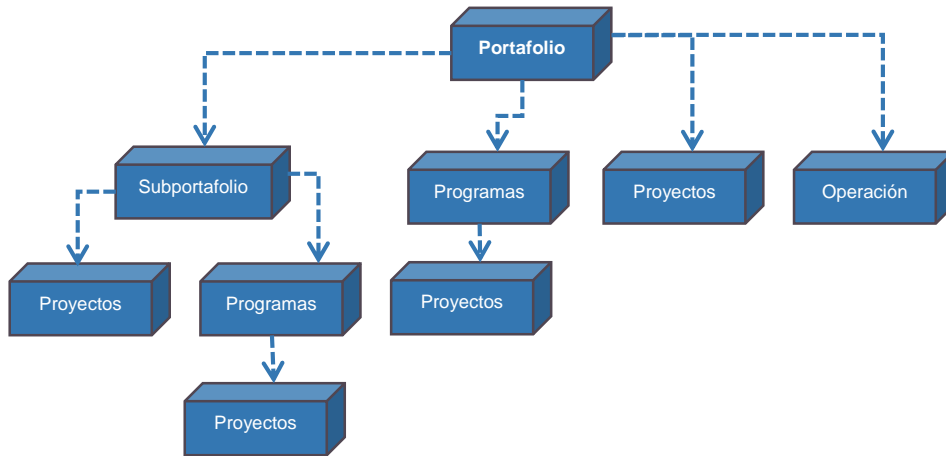 Portafolio
Subportafolio
Programas
Proyectos
Operación
Proyectos
Programas
Proyectos
Proyectos